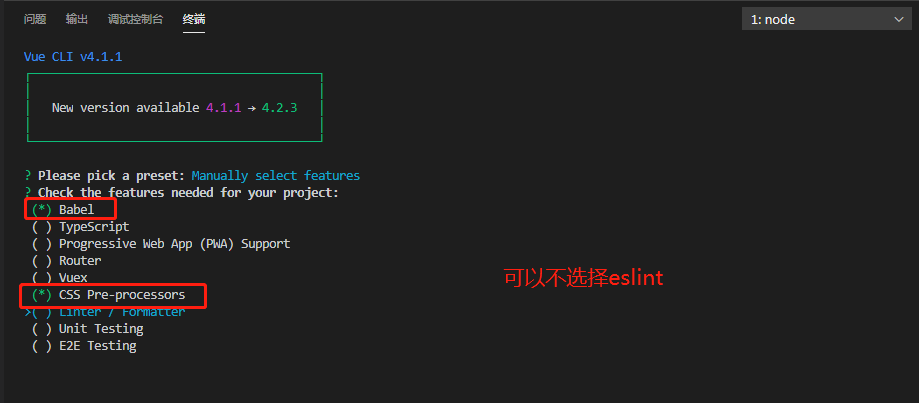 问题 输出 调试控制台 终端 1: node
Vue CLI v4.1.1
New version available 4.1.1 → 4.2.3
? Please pick a preset: Manually select features
? Check the features needed for your project:
(*) Babel
( ) TypeScript
( ) Progressive Web App (PWA) Support
( ) Router
( ) Vuex
(*) CSS Pre-processors
>( ) Linter / Formatter
( ) Unit Testing
( ) E2E Testing
可以不选择eslint